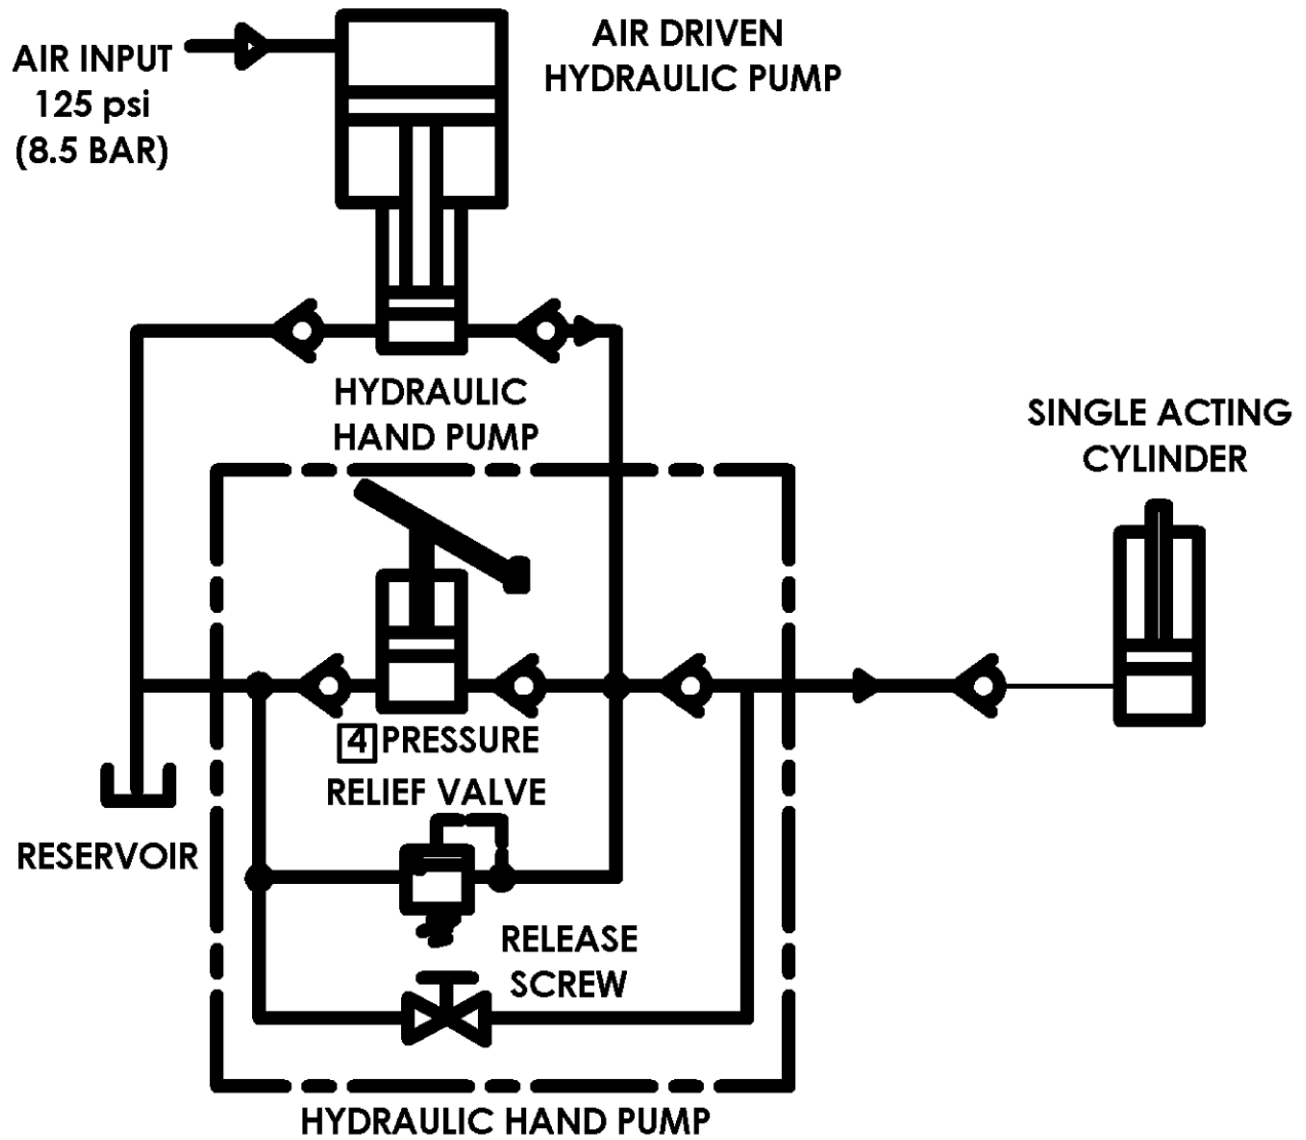 AIR INPUT
125 psi
(8.5 BAR)
AIR DRIVEN
HYDRAULIC PUMP
HYDRAULIC
HAND PUMP
SINGLE ACTING
CYLINDER
4 PRESSURE
RELIEF VALVE
RESERVOIR
RELEASE
SCREW
HYDRAULIC HAND PUMP